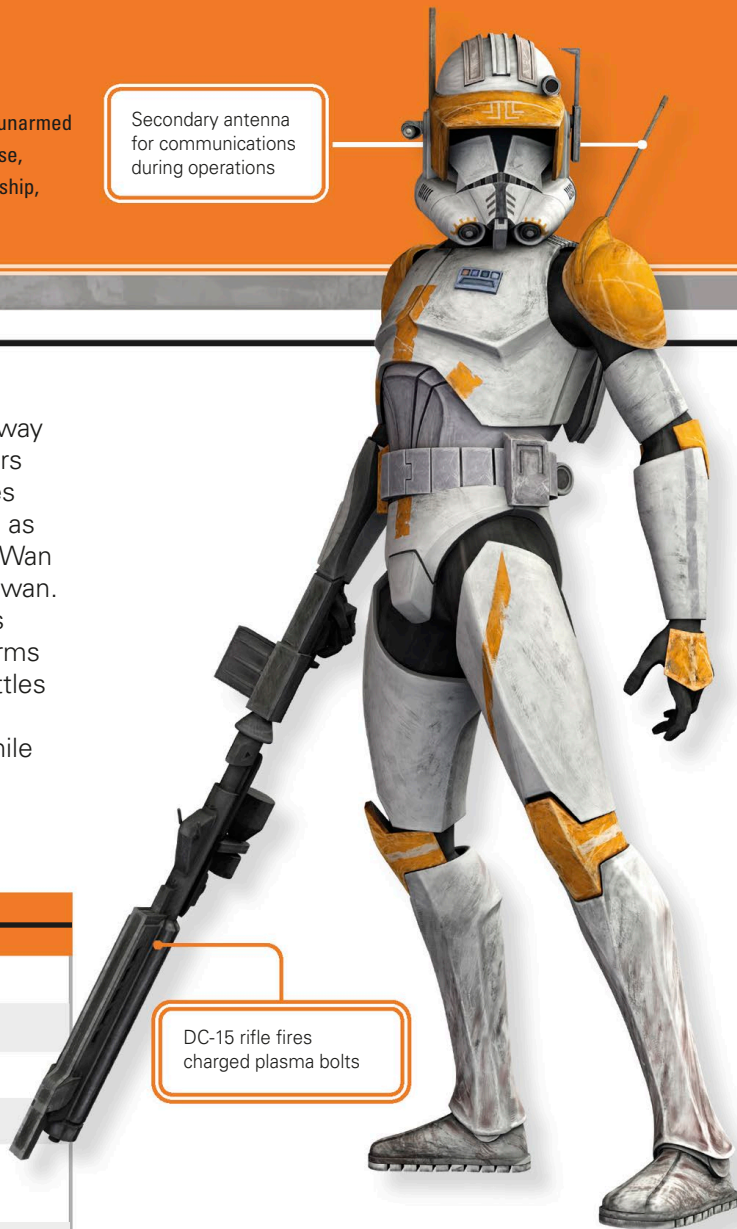 unarmed
se,
ship,
Secondary antenna
for communications
during operations
way
rs
es
as
Wan
wan.
s
rms
ttles
hile
DC-15 rifle fires
charged plasma bolts